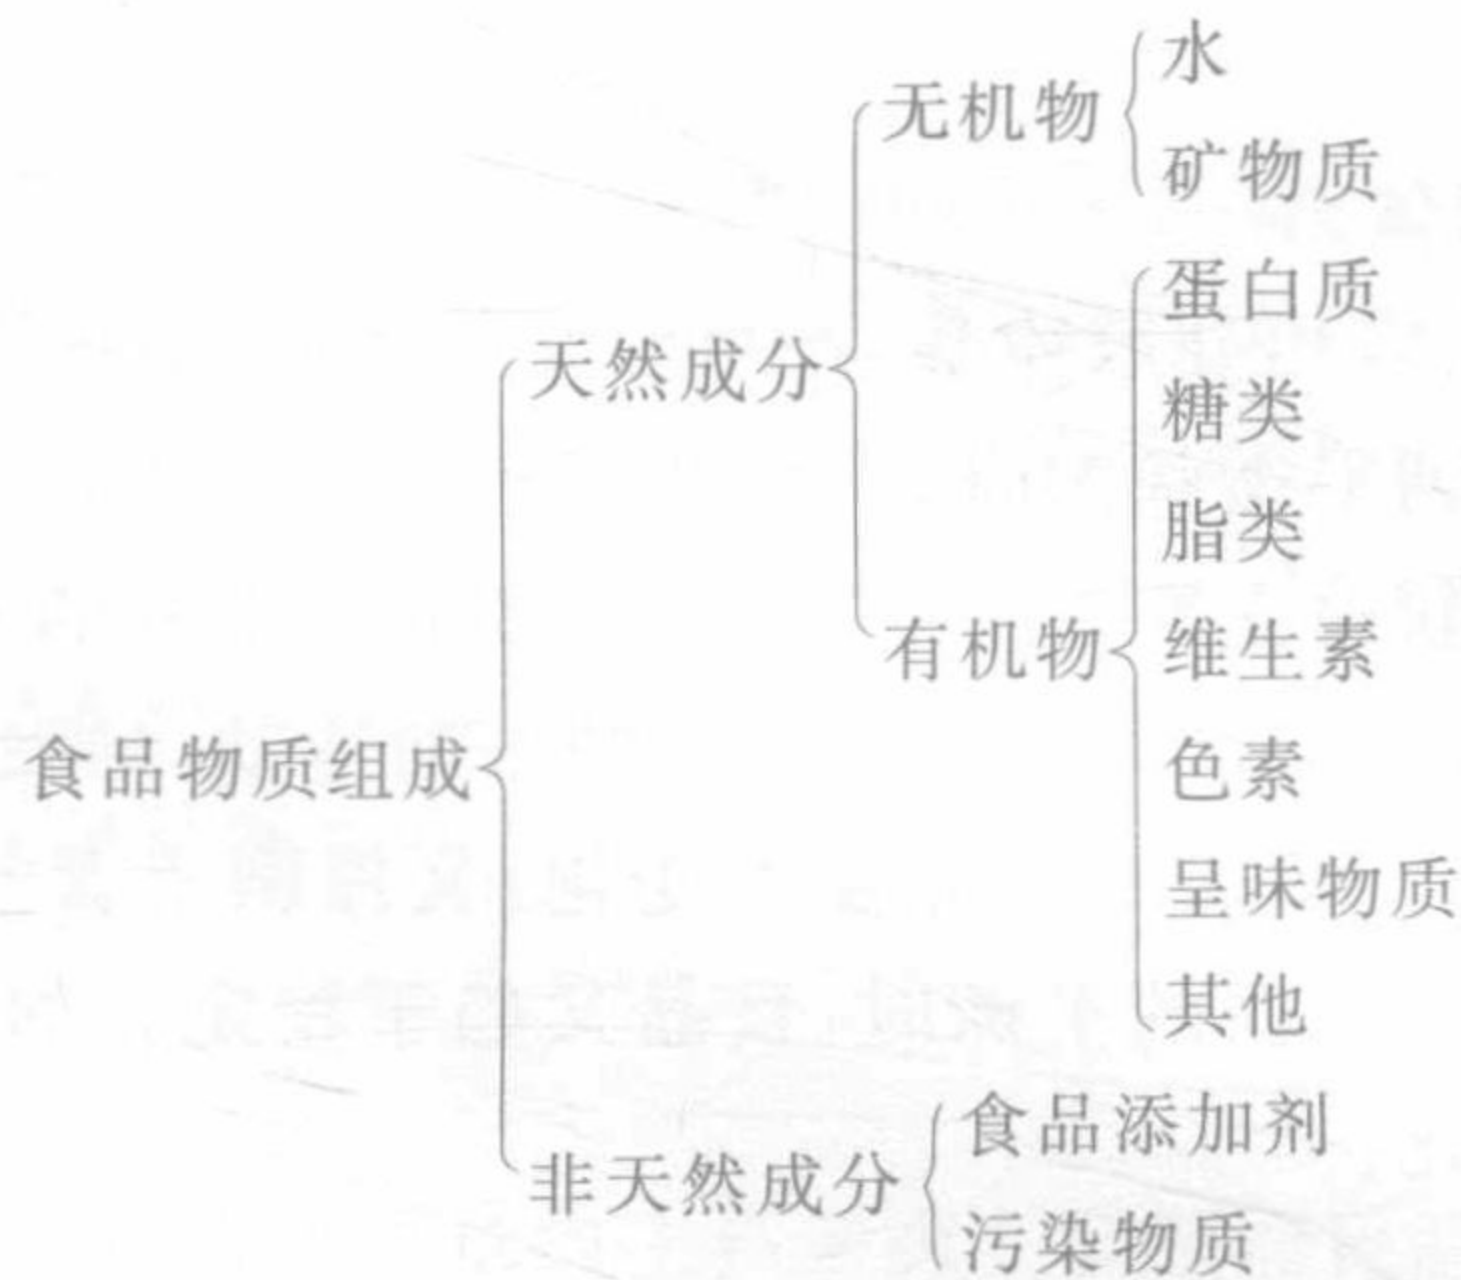 水
无机物
矿物质
蛋白质
天然成分
糖类
脂类
有机物
维生素
食品物质组成
色素
呈味物质
其他
食品添加剂
非天然成分
污染物质